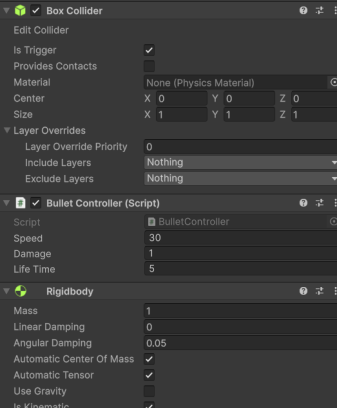 Box Collider
Edit Collider
Is Trigger
Provides Contacts
Material None (Physics Material)
Center X 0 Y 0 Z 0
Size X 1 Y 1 Z 1
Layer Overrides
Layer Override Priority 0
Include Layers Nothing
Exclude Layers Nothing
# Bullet Controller (Script)
Script # BulletController
Speed 30
Damage 1
Life Time 5
Rigidbody
Mass 1
Linear Damping 0
Angular Damping 0.05
Automatic Center Of Mass
Automatic Tensor
Use Gravity
Is Kinematic